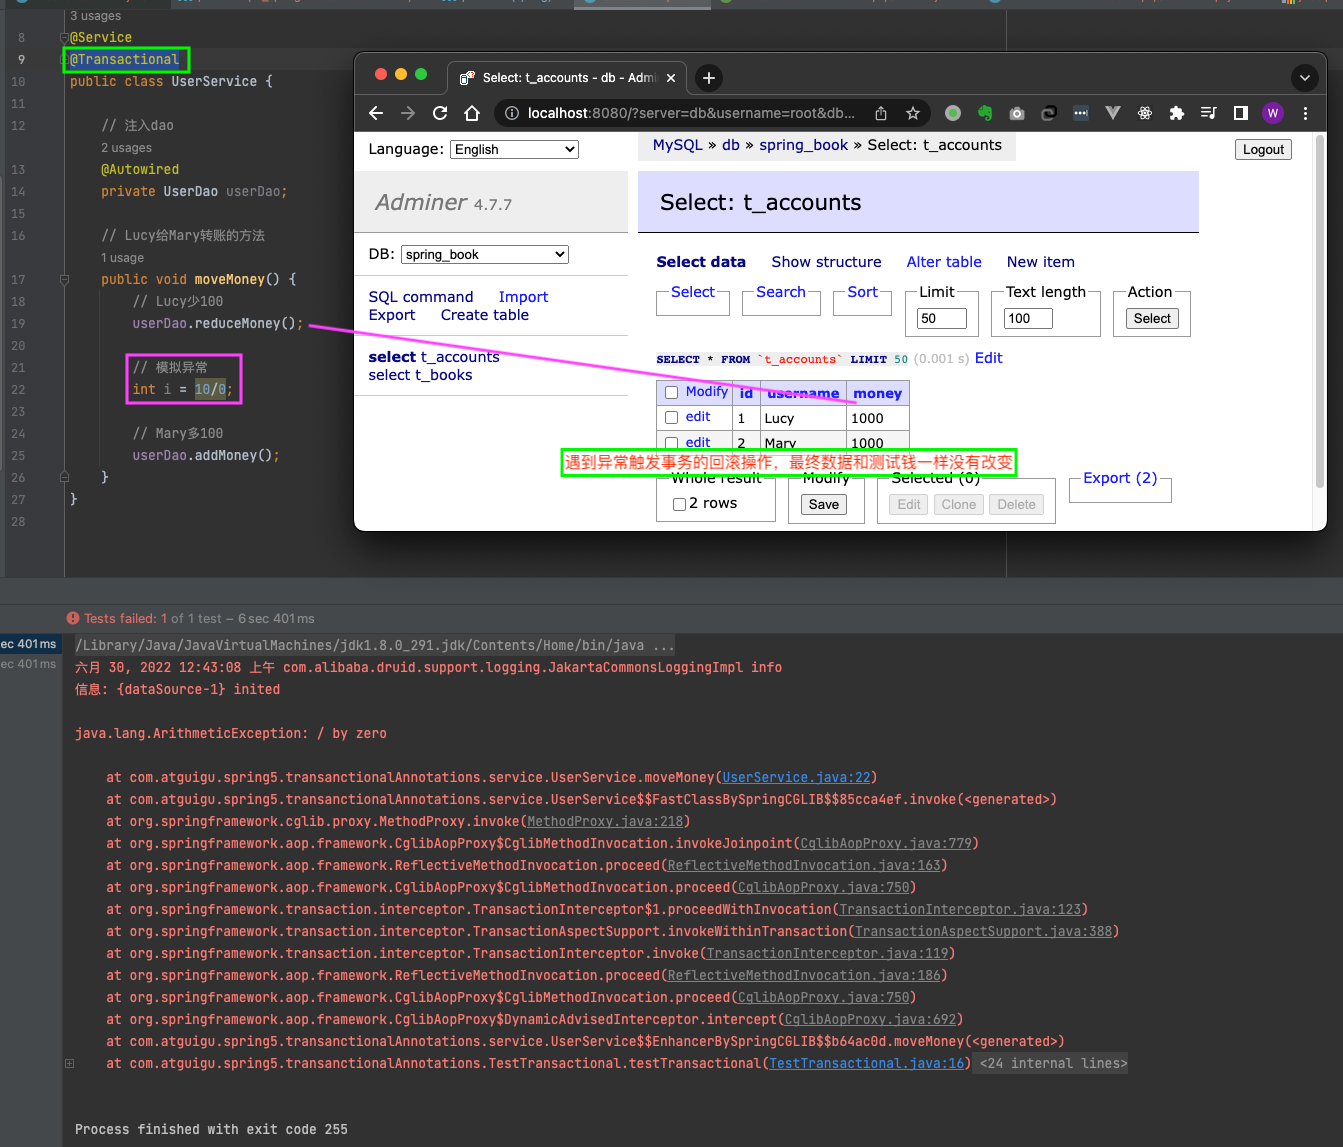 3 usages
8 @Service
9 @Transactional
10 public class UserService {
11
12 // 注入dao
2 usages
13 @Autowired
14 private UserDao userDao;
15
16 // Lucy给Mary转账的方法
1 usage
17 public void moveMoney() {
18 // Lucy少100
19 userDao.reduceMoney();
20
21 // 模拟异常
22 int i = 10/0;
23
24 // Mary多100
25 userDao.addMoney();
26 }
27 }
28
Select: t_accounts - db - Admi
localhost:8080/?server=db&username=root&db...
W
Language: English
MySQL » db » spring_book » Select: t_accounts
Logout
Adminer 4.7.7
Select: t_accounts
DB: spring_book
Select data Show structure Alter table New item
SQL command Import
Export Create table
select t_accounts
select t_books
Select Search Sort Limit Text length Action
50 100 Select
SELECT * FROM `t_accounts` LIMIT 50 (0.001 s) Edit
Modify id username money
edit 1 Lucy 1000
edit 2 Mary 1000
遇到异常触发事务的回滚操作，最终数据和测试钱一样没有改变
Whole result Modify Selected (0) Export (2)
2 rows Save Edit Clone Delete
Tests failed: 1 of 1 test – 6 sec 401 ms
ec 401 ms
ec 401 ms
/Library/Java/JavaVirtualMachines/jdk1.8.0_291.jdk/Contents/Home/bin/java ...
六月 30, 2022 12:43:08 上午 com.alibaba.druid.support.logging.JakartaCommonsLoggingImpl info
信息: {dataSource-1} inited
java.lang.ArithmeticException: / by zero
at com.atguigu.spring5.transanctionalAnnotations.service.UserService.moveMoney(UserService.java:22)
at com.atguigu.spring5.transanctionalAnnotations.service.UserService$$FastClassBySpringCGLIB$$85cca4ef.invoke(<generated>)
at org.springframework.cglib.proxy.MethodProxy.invoke(MethodProxy.java:218)
at org.springframework.aop.framework.CglibAopProxy$CglibMethodInvocation.invokeJoinpoint(CglibAopProxy.java:779)
at org.springframework.aop.framework.ReflectiveMethodInvocation.proceed(ReflectiveMethodInvocation.java:163)
at org.springframework.aop.framework.CglibAopProxy$CglibMethodInvocation.proceed(CglibAopProxy.java:750)
at org.springframework.transaction.interceptor.TransactionInterceptor$1.proceedWithInvocation(TransactionInterceptor.java:123)
at org.springframework.transaction.interceptor.TransactionAspectSupport.invokeWithinTransaction(TransactionAspectSupport.java:388)
at org.springframework.transaction.interceptor.TransactionInterceptor.invoke(TransactionInterceptor.java:119)
at org.springframework.aop.framework.ReflectiveMethodInvocation.proceed(ReflectiveMethodInvocation.java:186)
at org.springframework.aop.framework.CglibAopProxy$CglibMethodInvocation.proceed(CglibAopProxy.java:750)
at org.springframework.aop.framework.CglibAopProxy$DynamicAdvisedInterceptor.intercept(CglibAopProxy.java:692)
at com.atguigu.spring5.transanctionalAnnotations.service.UserService$$EnhancerBySpringCGLIB$$b64ac0d.moveMoney(<generated>)
at com.atguigu.spring5.transanctionalAnnotations.TestTransactional.testTransactional(TestTransactional.java:16) <24 internal lines>
Process finished with exit code 255